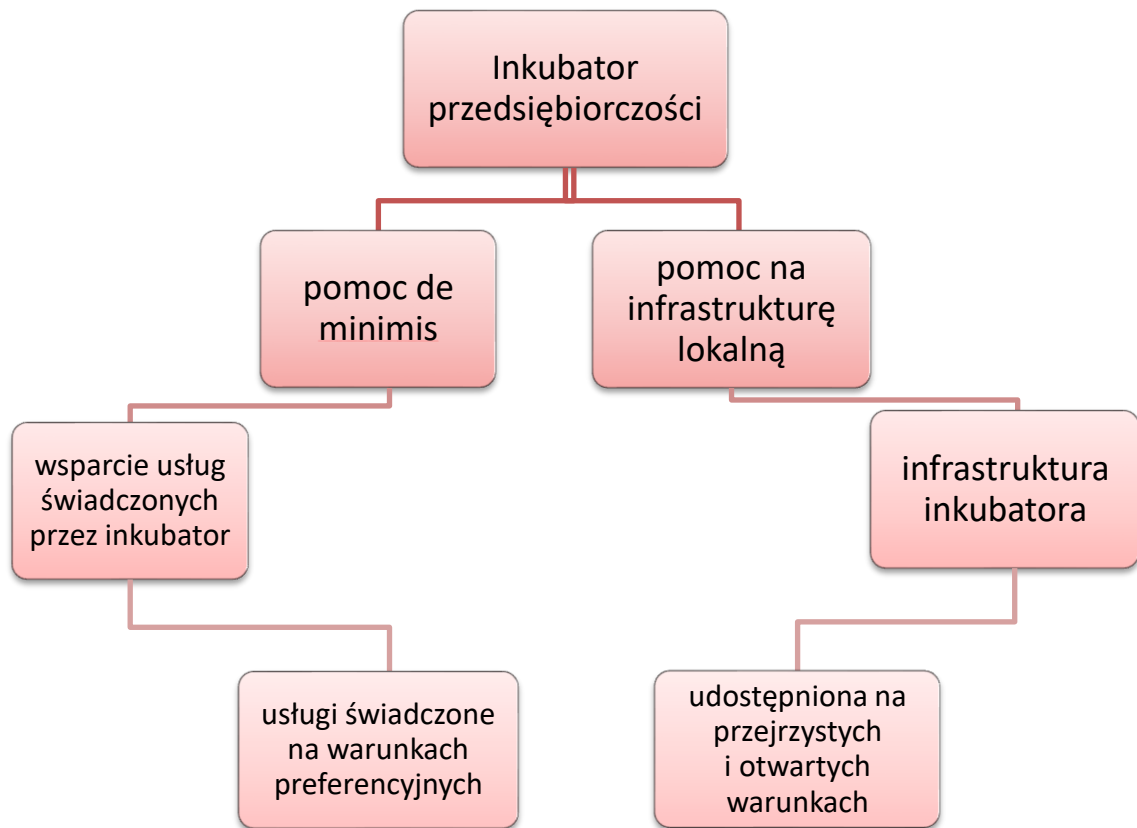 Inkubator
przedsiębiorczości
pomoc de
minimis
pomoc na
infrastrukturę
lokalną
wsparcie usług
świadczonych
przez inkubator
infrastruktura
inkubatora
usługi świadczone
na warunkach
preferencyjnych
udostępniona na
przejrzystych
i otwartych
warunkach